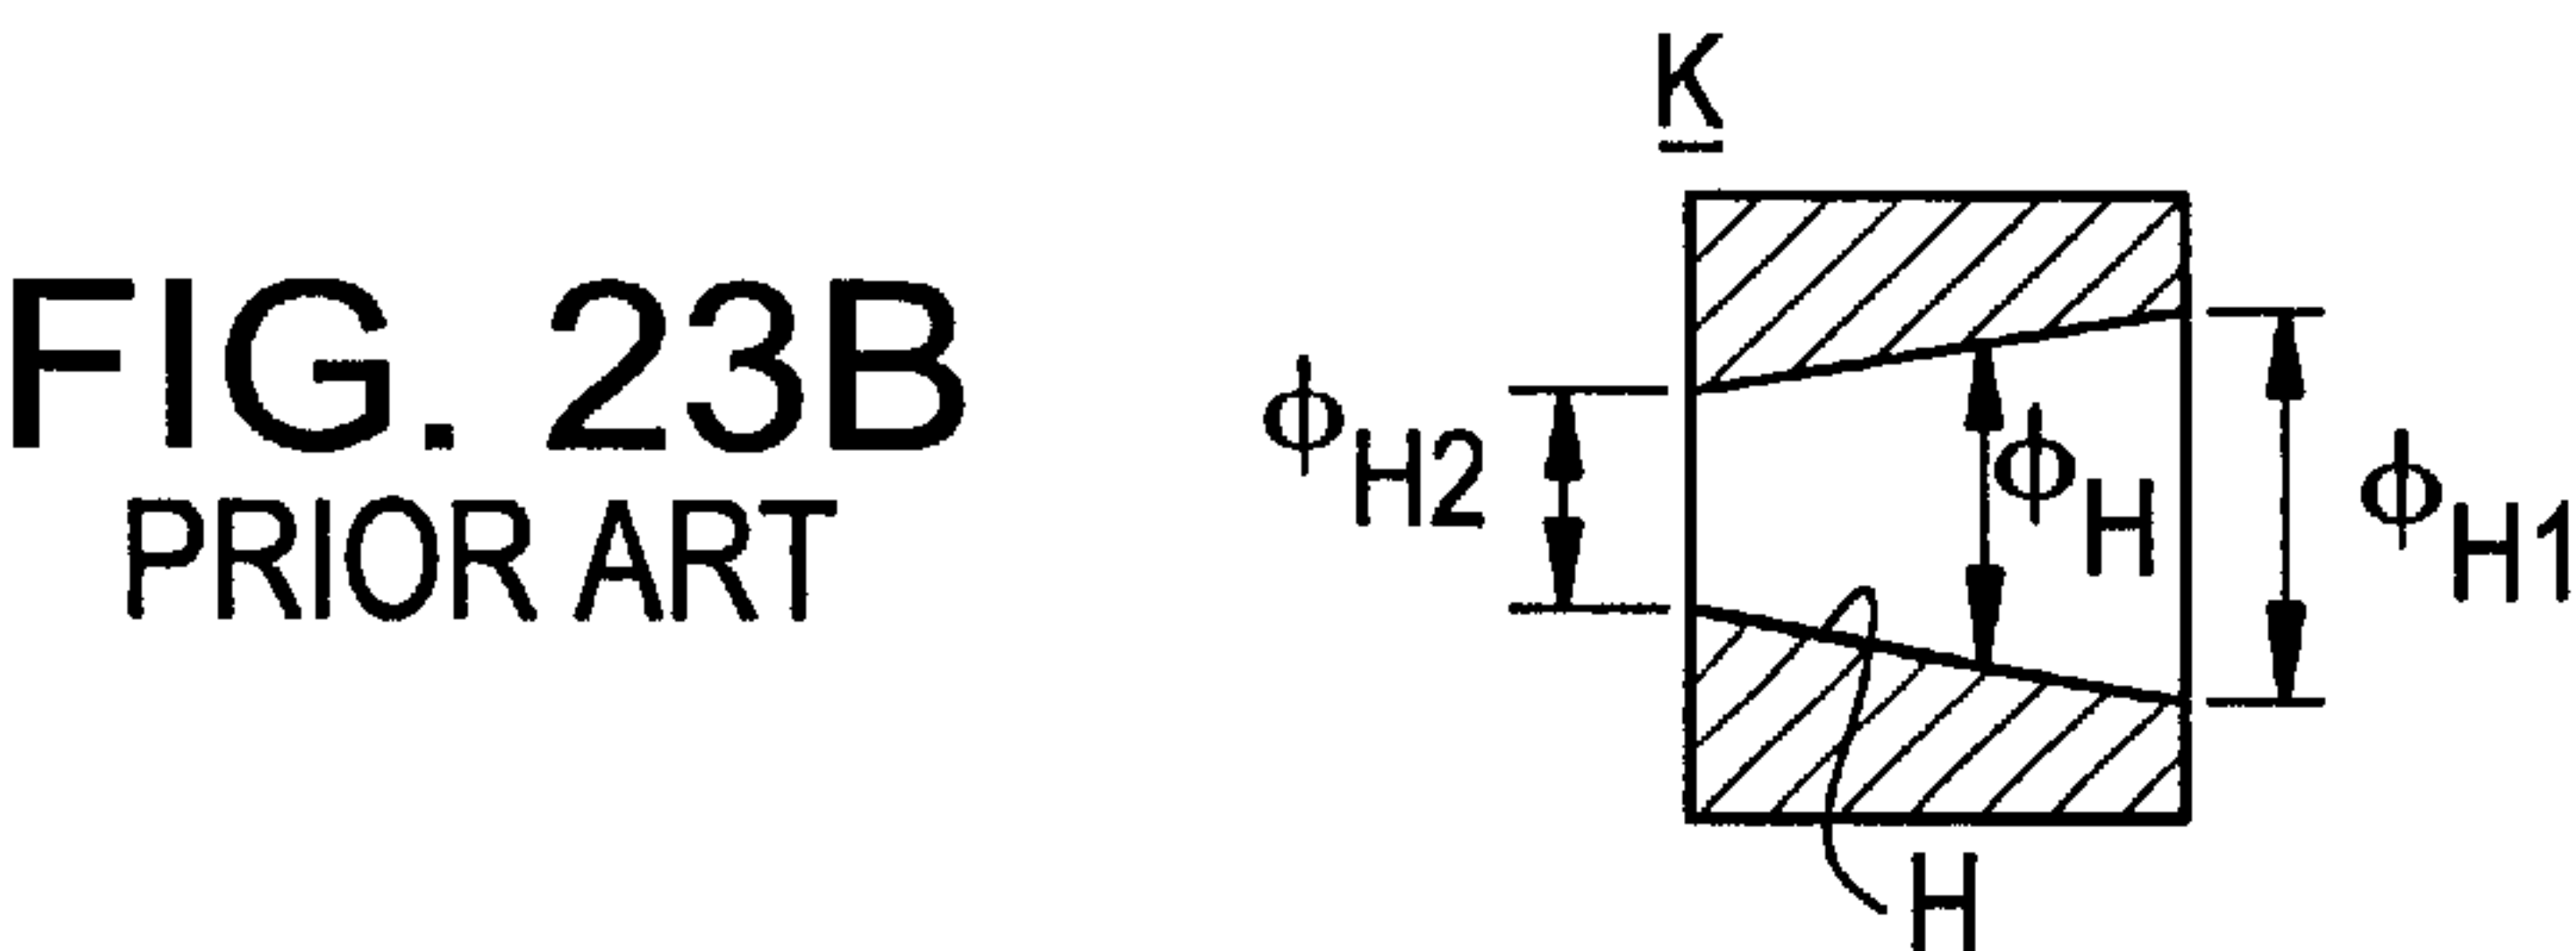 FIG. 23B
PRIOR ART
K
ϕH2
ϕH
ϕH1
H